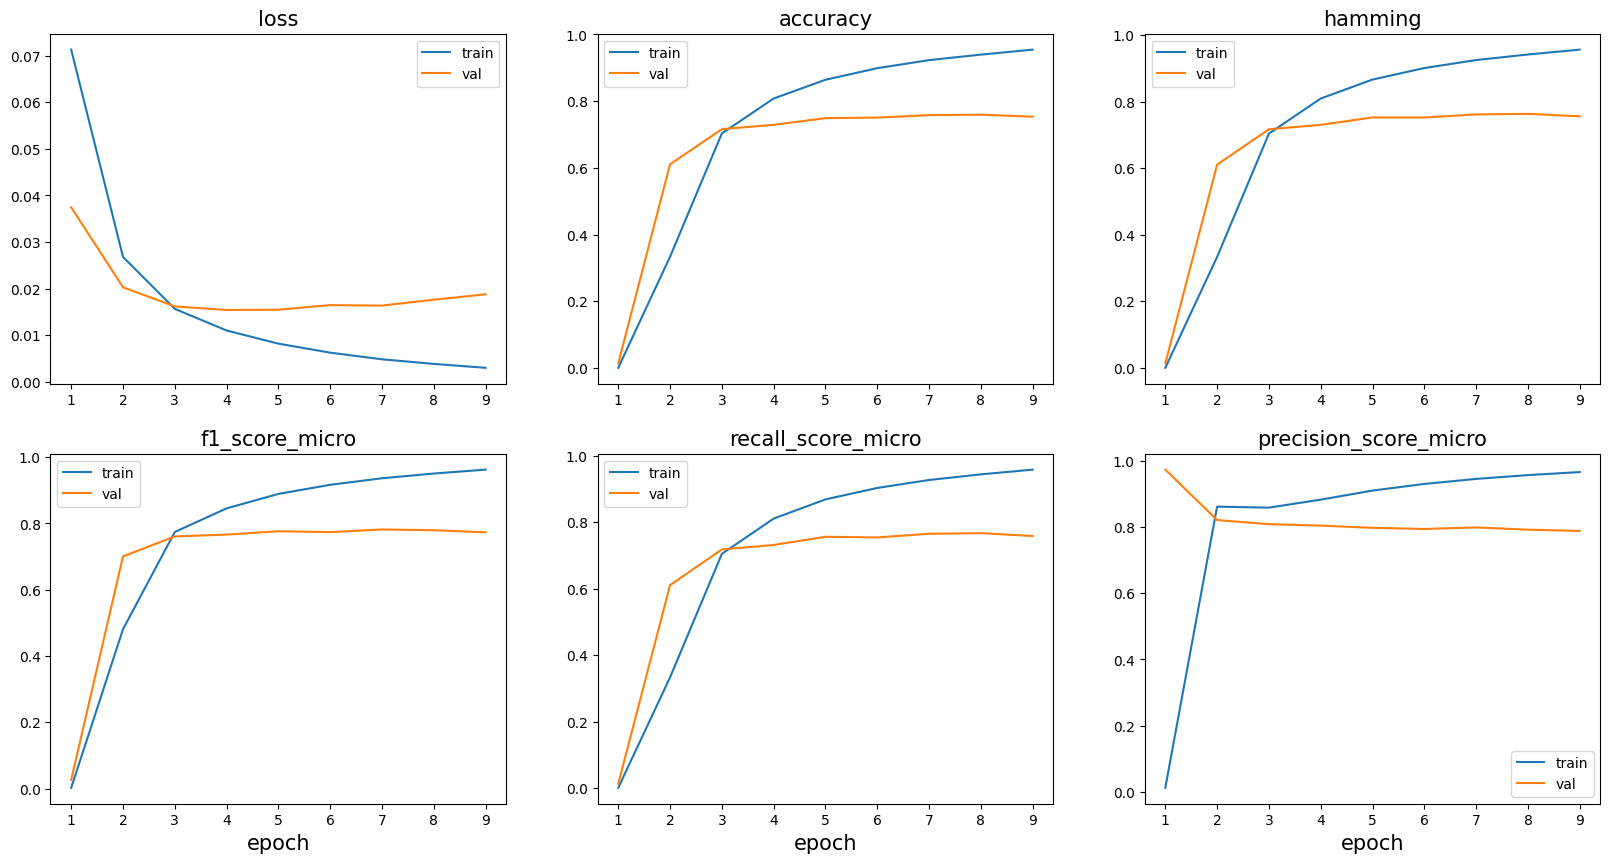 loss
0.07
0.06
0.05
0.04
0.03
0.02
0.01
0.00
1 2 3 4 5 6 7 8 9
train
val
accuracy
1.0
0.8
0.6
0.4
0.2
0.0
1 2 3 4 5 6 7 8 9
train
val
hamming
1.0
0.8
0.6
0.4
0.2
0.0
1 2 3 4 5 6 7 8 9
train
val
f1_score_micro
1.0
0.8
0.6
0.4
0.2
0.0
1 2 3 4 5 6 7 8 9
train
val
epoch
recall_score_micro
1.0
0.8
0.6
0.4
0.2
0.0
1 2 3 4 5 6 7 8 9
train
val
epoch
precision_score_micro
1.0
0.8
0.6
0.4
0.2
0.0
1 2 3 4 5 6 7 8 9
train
val
epoch